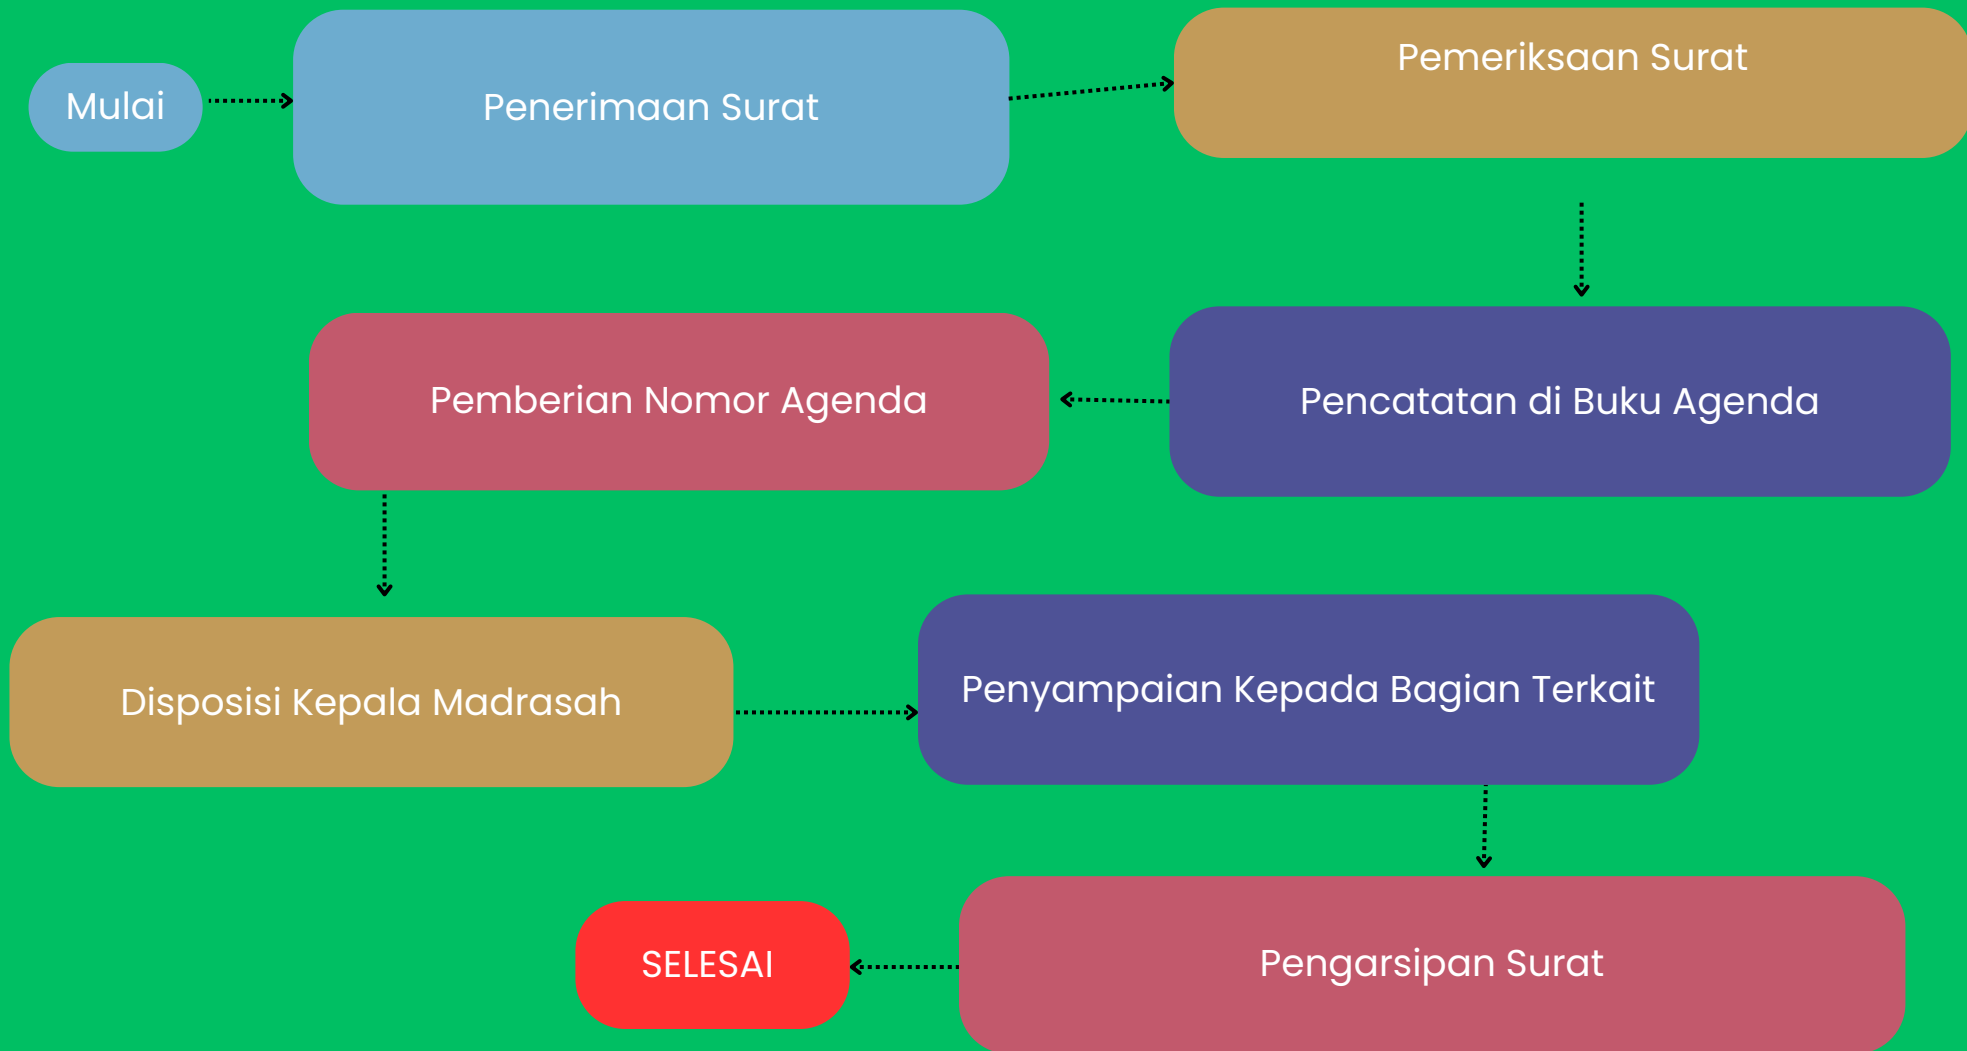 Mulai
Penerimaan Surat
Pemeriksaan Surat
Pencatatan di Buku Agenda
Pemberian Nomor Agenda
Disposisi Kepala Madrasah
Penyampaian Kepada Bagian Terkait
Pengarsipan Surat
SELESAI